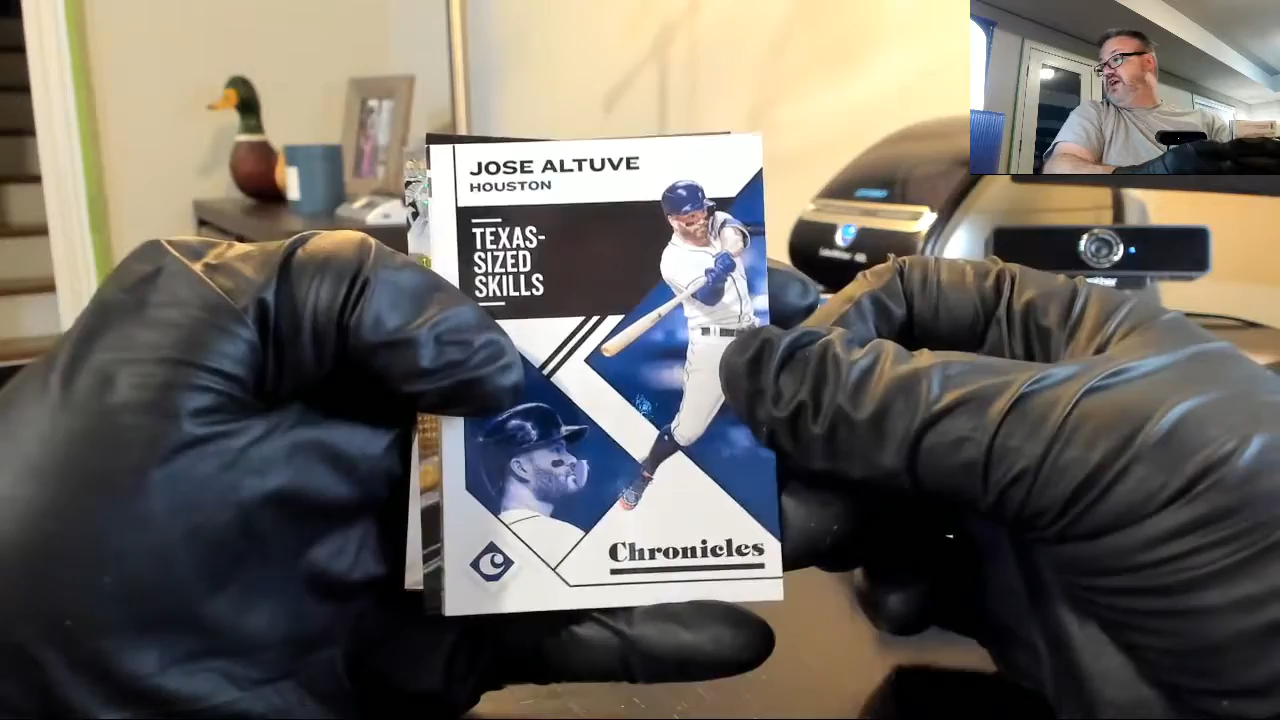 JOSE ALTUVE
HOUSTON
TEXAS-
SIZED
SKILLS
C
Chronicles